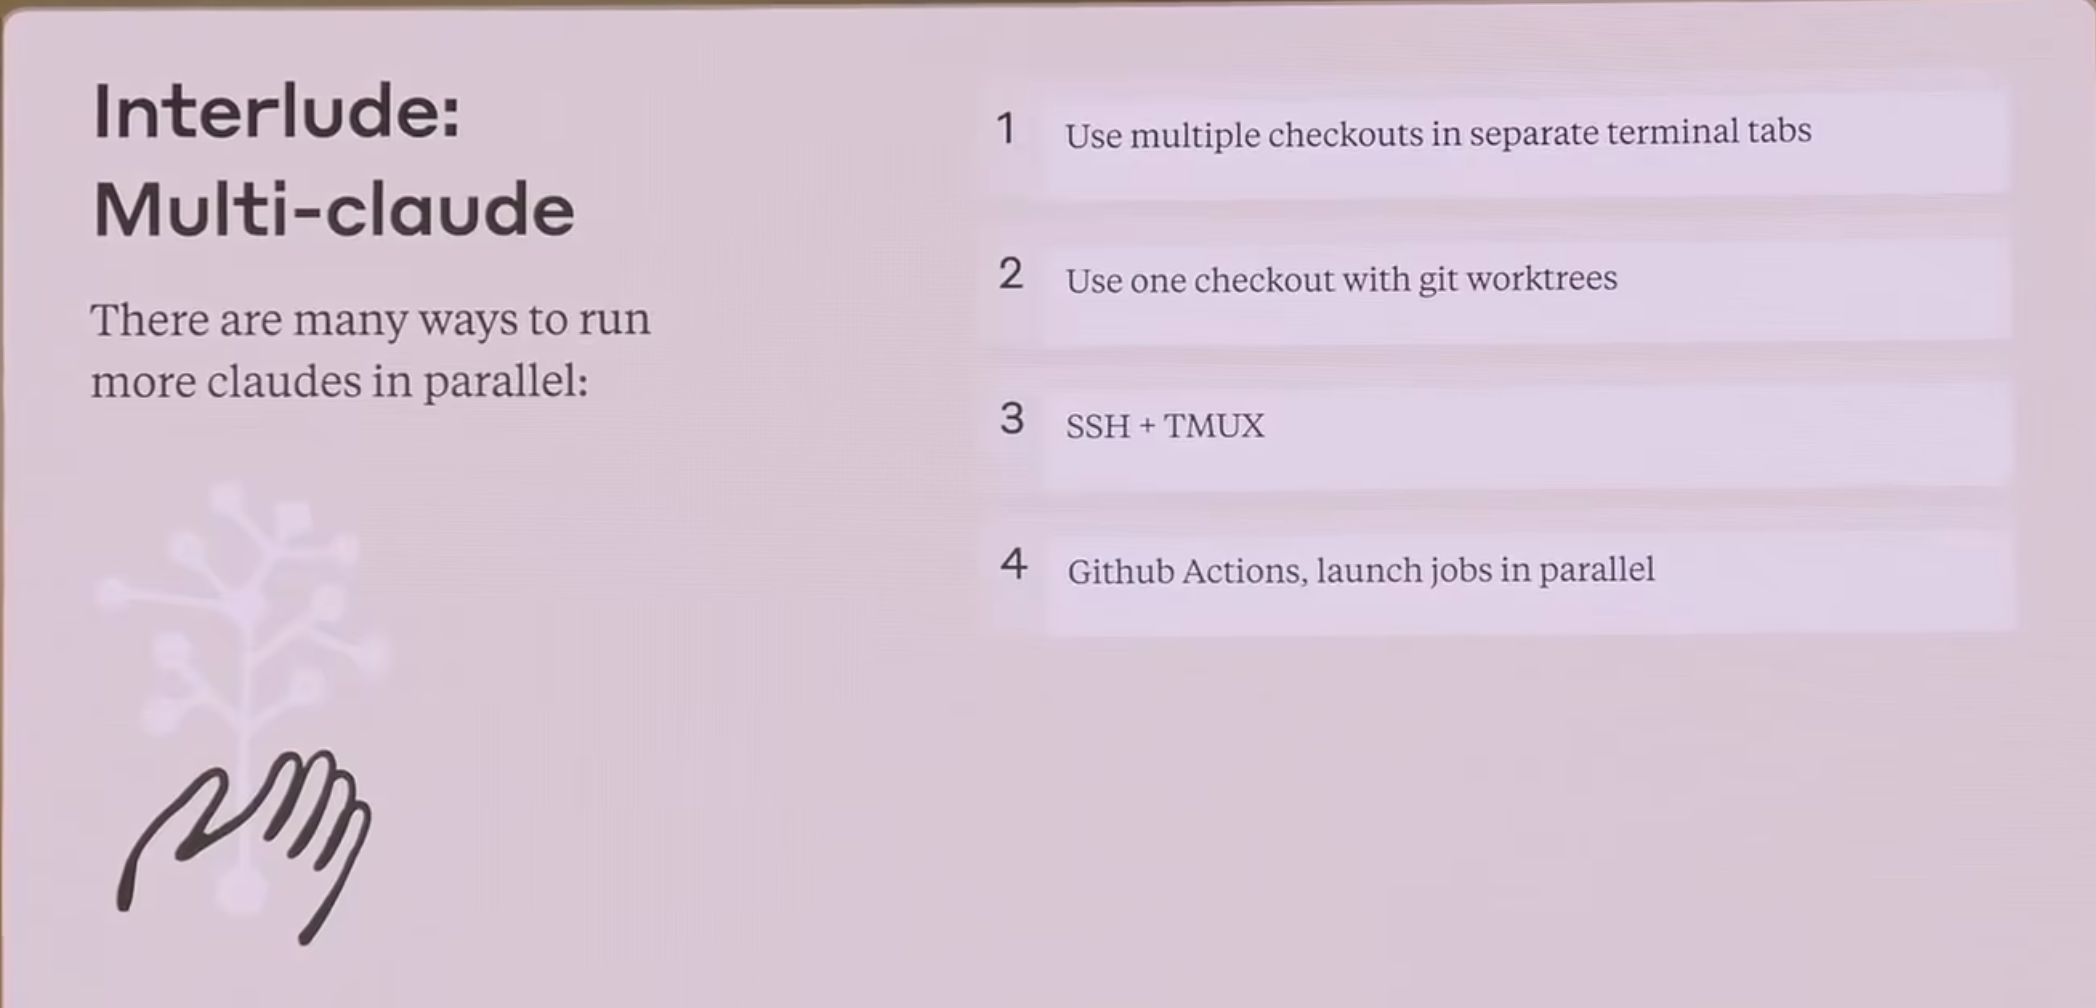 Interlude:
Multi-claude
There are many ways to run
more claudes in parallel:
1 Use multiple checkouts in separate terminal tabs
2 Use one checkout with git worktrees
3 SSH + TMUX
4 Github Actions, launch jobs in parallel